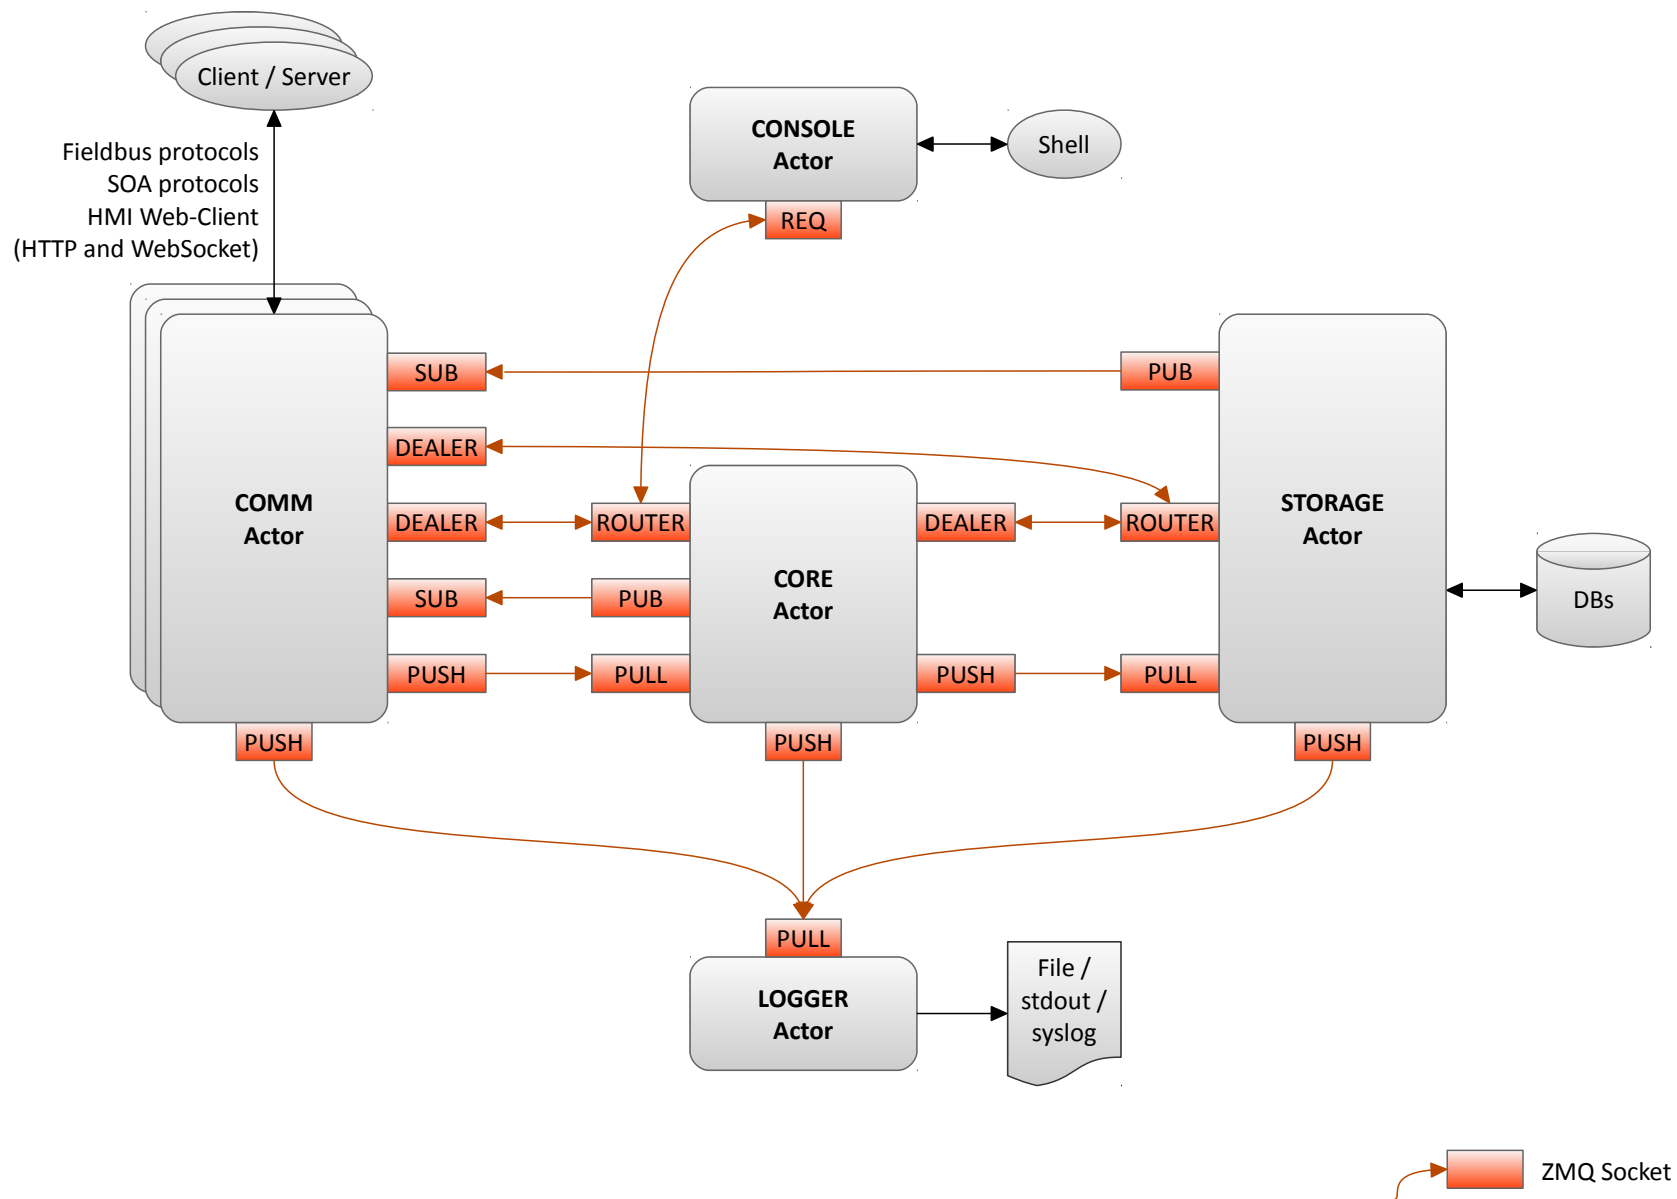 Client / Server
Fieldbus protocols
SOA protocols
HMI Web-Client
(HTTP and WebSocket)
CONSOLE
Actor
Shell
REQ
SUB
PUB
DEALER
COMM
Actor
DEALER
ROUTER
DEALER
ROUTER
STORAGE
Actor
CORE
Actor
SUB
PUB
DBs
PUSH
PULL
PUSH
PULL
PUSH
PUSH
PUSH
PULL
LOGGER
Actor
File /
stdout /
syslog
ZMQ Socket